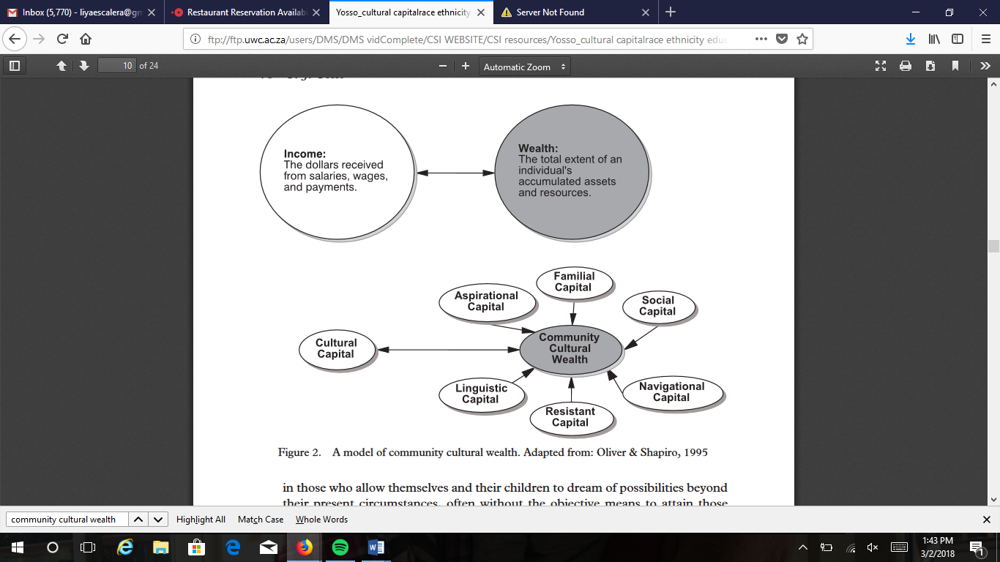 Inbox (5,770) - liyaescalera@gm
Restaurant Reservation Availab
Yosso_cultural capitalrace ethnicity
Server Not Found
ftp://ftp.uwc.ac.za/users/DMS/DMS vidComplete/CSI WEBSITE/CSI resources/Yosso_cultural capitalrace ethnicity educ
10 of 24
Automatic Zoom
Income:
The dollars received
from salaries, wages,
and payments.
Wealth:
The total extent of an
individual's
accumulated assets
and resources.
Familial
Capital
Aspirational
Capital
Social
Capital
Cultural
Capital
Community
Cultural
Wealth
Linguistic
Capital
Navigational
Capital
Resistant
Capital
Figure 2. A model of community cultural wealth. Adapted from: Oliver & Shapiro, 1995
in those who allow themselves and their children to dream of possibilities beyond
their present circumstances, often without the objective means to attain those
community cultural wealth
Highlight All Match Case Whole Words
1:43 PM
3/2/2018
1